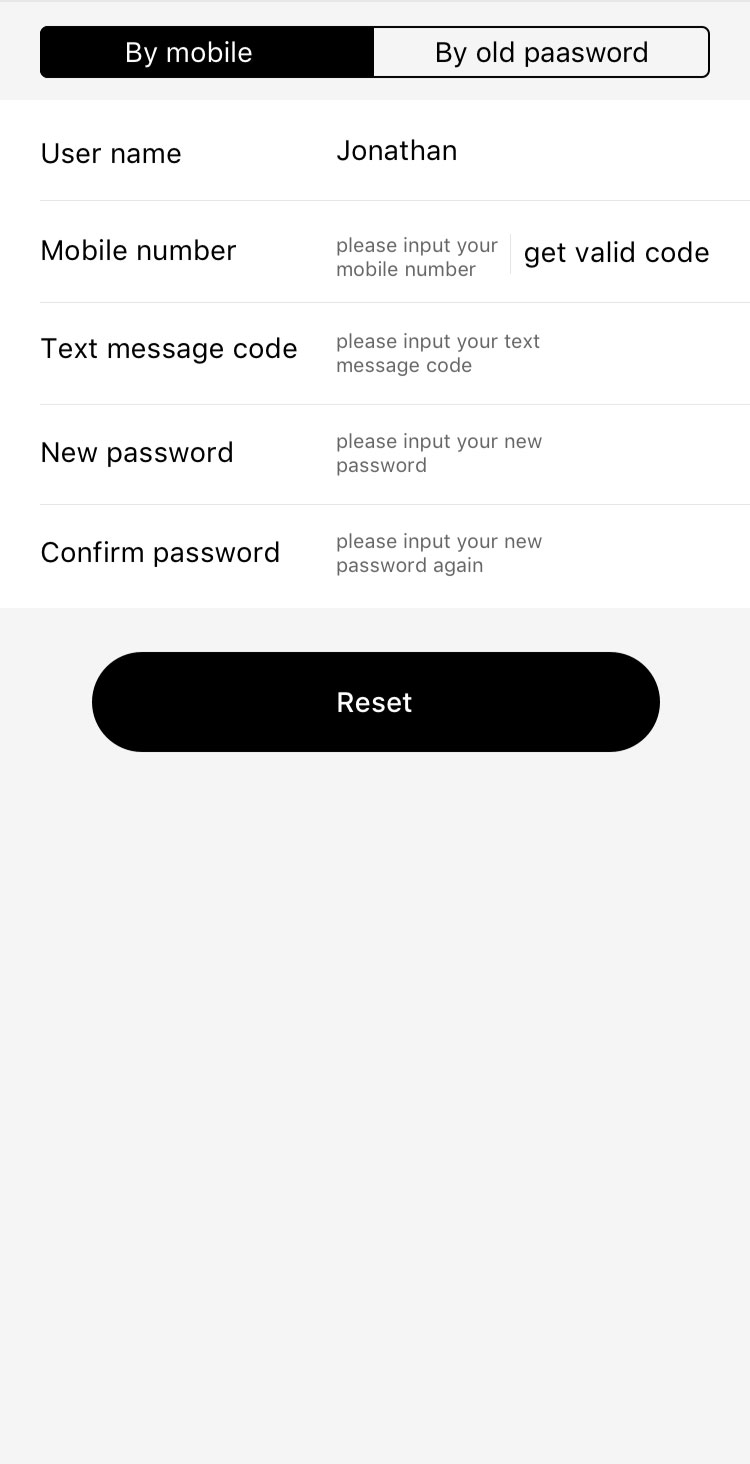 By mobile
By old paasword
User name
Jonathan
Mobile number
please input your
mobile number
get valid code
Text message code
please input your text
message code
New password
please input your new
password
Confirm password
please input your new
password again
Reset